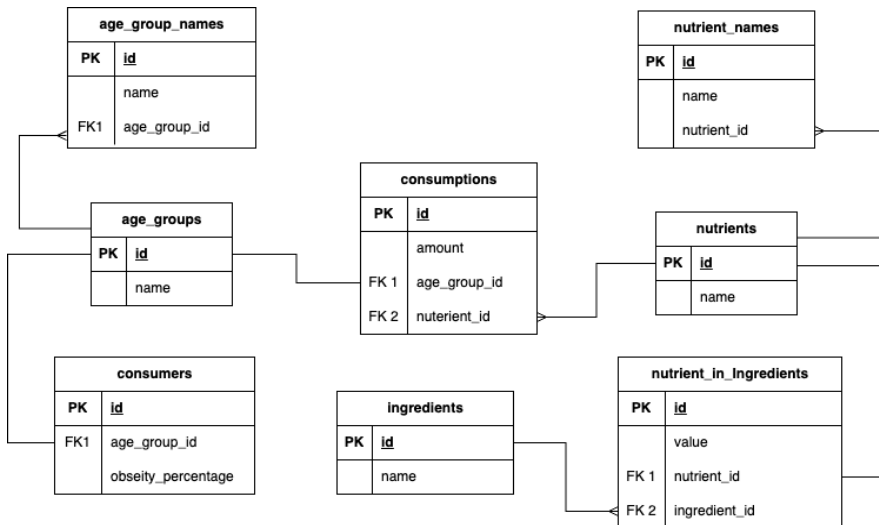 age_group_names
PK id
name
FK1 age_group_id
nutrient_names
PK id
name
nutrient_id
consumptions
PK id
amount
FK 1 age_group_id
FK 2 nuterient_id
age_groups
PK id
name
nutrients
PK id
name
consumers
PK id
FK1 age_group_id
obseity_percentage
ingredients
PK id
name
nutrient_in_Ingredients
PK id
value
FK 1 nutrient_id
FK 2 ingredient_id